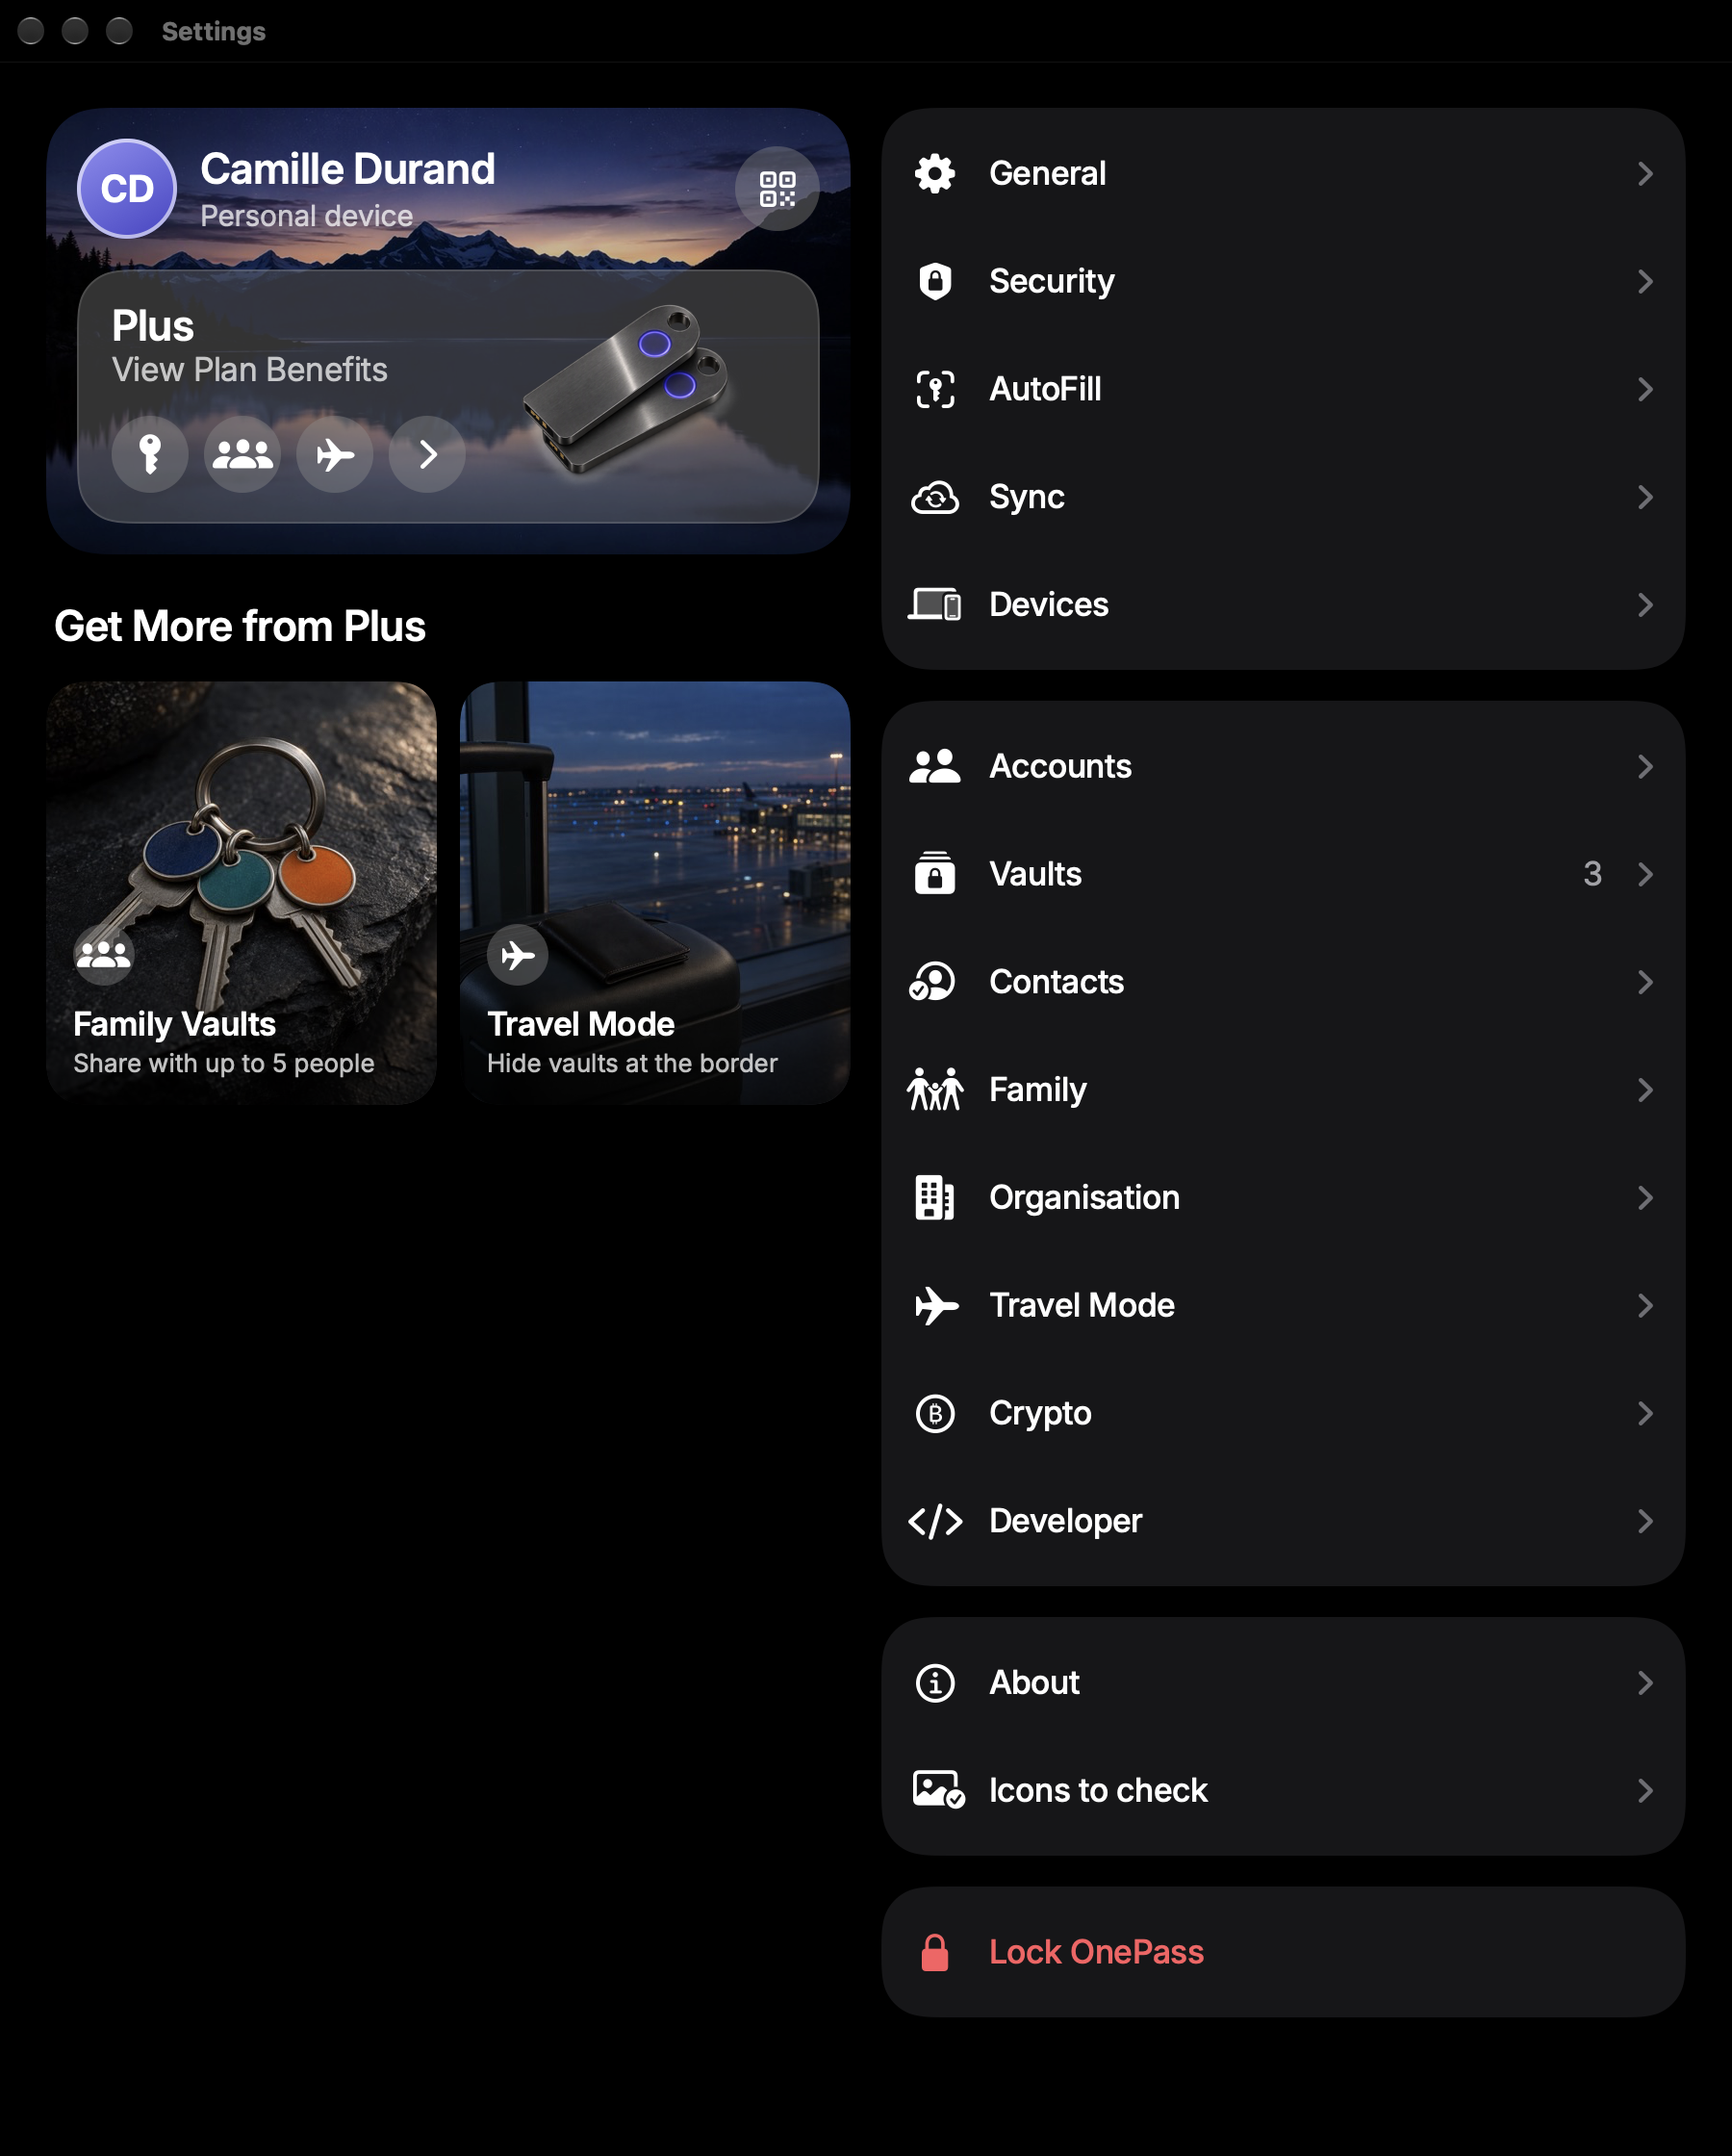 Settings
CD
Camille Durand
Personal device
Plus
View Plan Benefits
Get More from Plus
Family Vaults
Share with up to 5 people
Travel Mode
Hide vaults at the border
General
Security
AutoFill
Sync
Devices
Accounts
Vaults 3
Contacts
Family
Organisation
Travel Mode
Crypto
Developer
About
Icons to check
Lock OnePass